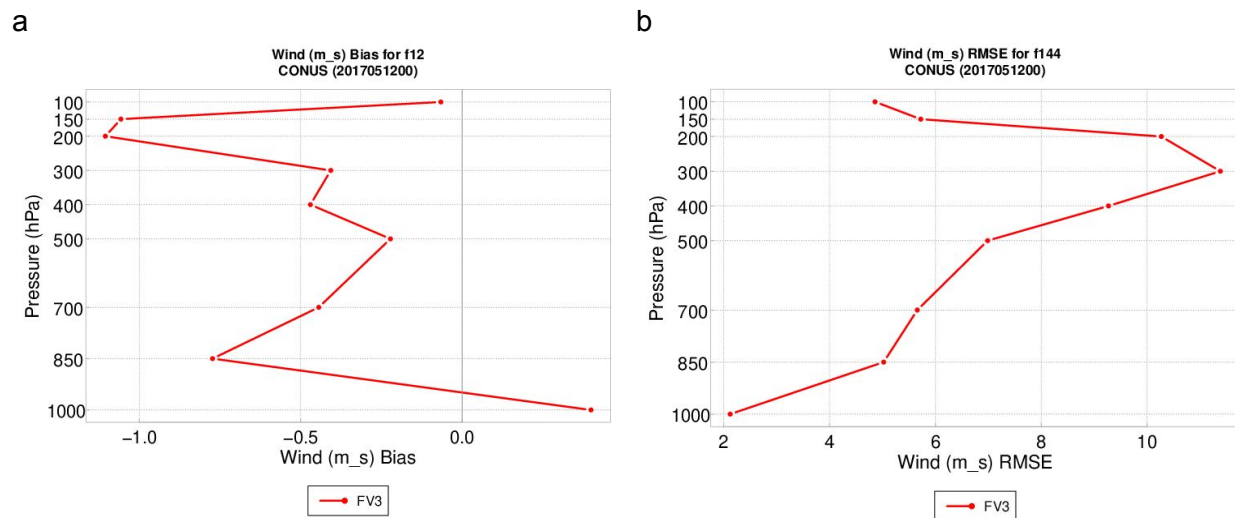 a
Wind (m_s) Bias for f12
CONUS (2017051200)
100
150
200
300
400
500
700
850
1000
Pressure (hPa)
−1.0
−0.5
0.0
Wind (m_s) Bias
FV3
b
Wind (m_s) RMSE for f144
CONUS (2017051200)
100
150
200
300
400
500
700
850
1000
Pressure (hPa)
2
4
6
8
10
Wind (m_s) RMSE
FV3